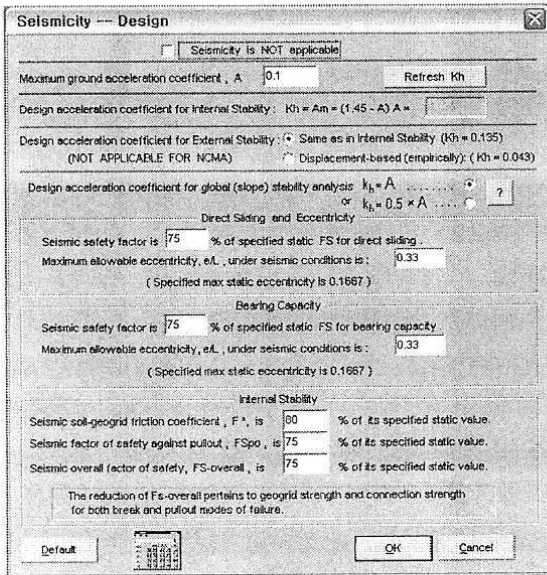 Seismicity -- Design
Seismicity is NOT applicable
Maximum ground acceleration coefficient , A 0.1 Refresh Kh
Design acceleration coefficient for Internal Stability : Kh = Am = (1.45 - A) A =
Design acceleration coefficient for External Stability : Same as in Internal Stability (Kh = 0.135)
(NOT APPLICABLE FOR NCMA) Displacement-based (empirically): ( Kh = 0.043)
Design acceleration coefficient for global (slope) stability analysis kh = A ........
or kh = 0.5 × A .... ?
Direct Sliding and Eccentricity
Seismic safety factor is 75 % of specified static FS for direct sliding .
Maximum allowable eccentricity, e/L , under seismic conditions is : 0.33
( Specified max static eccentricity is 0.1667 )
Bearing Capacity
Seismic safety factor is 75 % of specified static FS for bearing capacity
Maximum allowable eccentricity, e/L , under seismic conditions is : 0.33
( Specified max static eccentricity is 0.1667 )
Internal Stability
Seismic soil-geogrid friction coefficient , F*, is 80 % of its specified static value.
Seismic factor of safety against pullout , FSpo , is 75 % of its specified static value.
Seismic overall factor of safety, FS-overall , is 75 % of its specified static value.
The reduction of Fs-overall pertains to geogrid strength and connection strength
for both break and pullout modes of failure.
Default OK Cancel